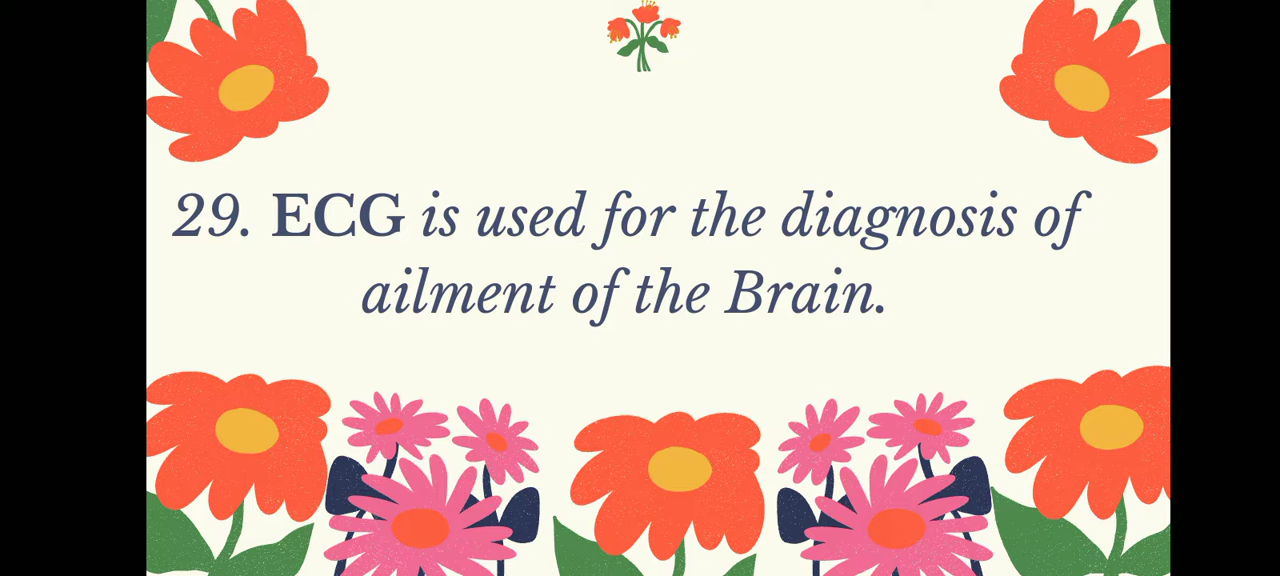 29. ECG is used for the diagnosis of
ailment of the Brain.